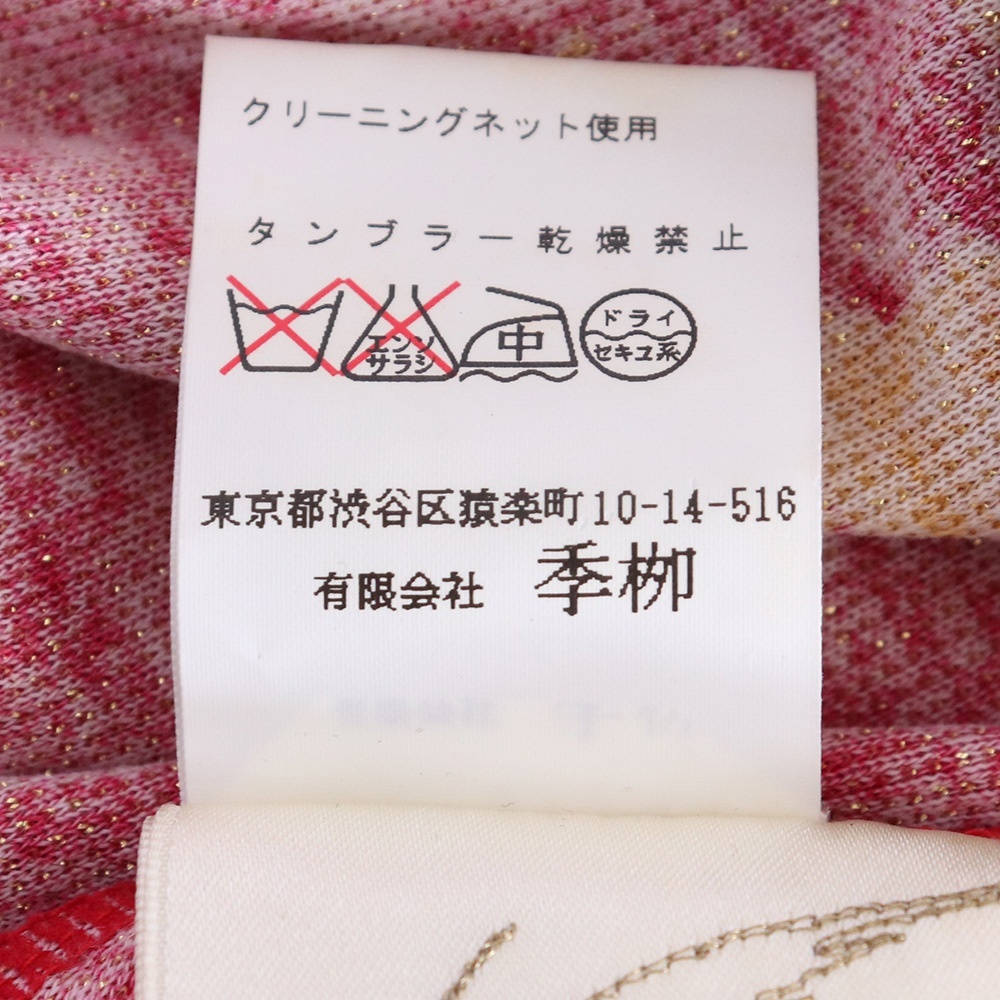 クリーニングネット使用
タンブラー乾燥禁止
エンソ
サラシ
中
ドライ
セキユ系
東京都渋谷区猿楽町10-14-516
有限会社 季栁